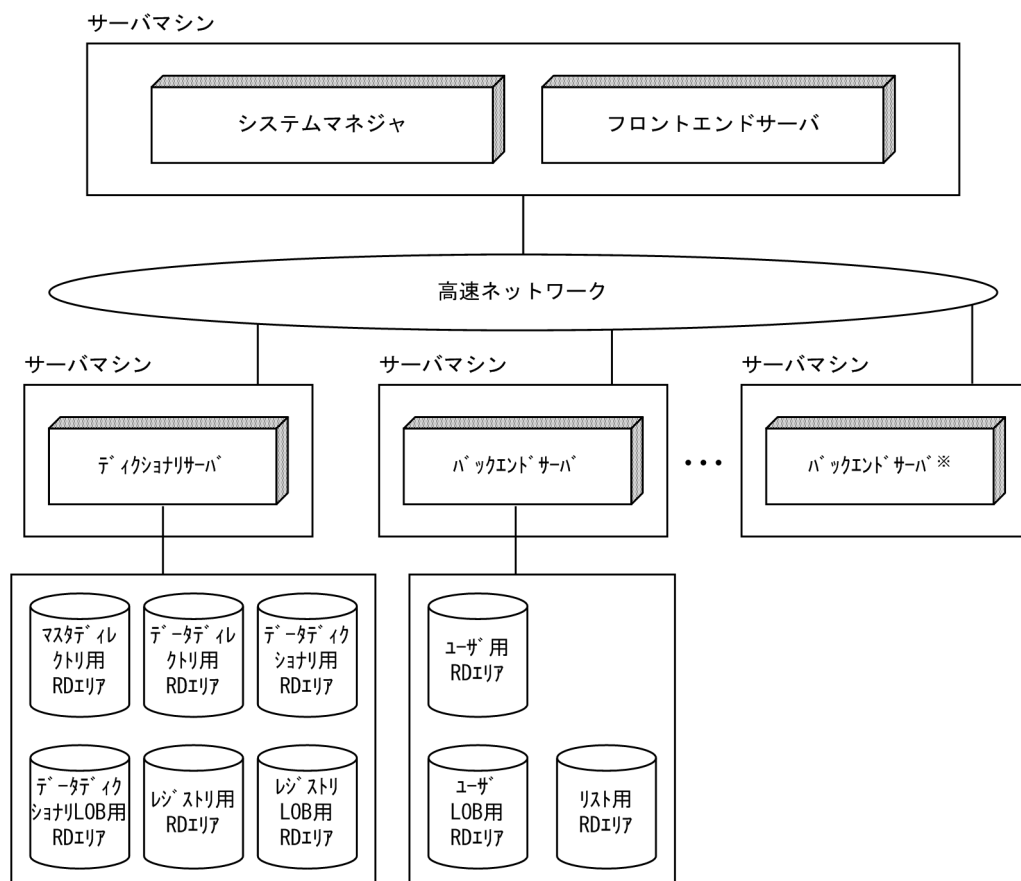 サーバマシン
システムマネジャ
フロントエンドサーバ
高速ネットワーク
サーバマシン
サーバマシン
サーバマシン
ﾃﾞｨｸｼｮﾅﾘｻｰﾊﾞ
ﾊﾞｯｸｴﾝﾄﾞｻｰﾊﾞ
•••
ﾊﾞｯｸｴﾝﾄﾞｻｰﾊﾞ※
ﾏｽﾀﾃﾞｨﾚ
ｸﾄﾘ用
RDｴﾘｱ
ﾃﾞｰﾀﾃﾞｨﾚ
ｸﾄﾘ用
RDｴﾘｱ
ﾃﾞｰﾀﾃﾞｨｸ
ｼｮﾅﾘ用
RDｴﾘｱ
ﾕｰｻﾞ用
RDｴﾘｱ
ﾃﾞｰﾀﾃﾞｨｸ
ｼｮﾅﾘLOB用
RDｴﾘｱ
ﾚｼﾞｽﾄﾘ用
RDｴﾘｱ
ﾚｼﾞｽﾄﾘ
LOB用
RDｴﾘｱ
ﾕｰｻﾞ
LOB用
RDｴﾘｱ
ﾘｽﾄ用
RDｴﾘｱ